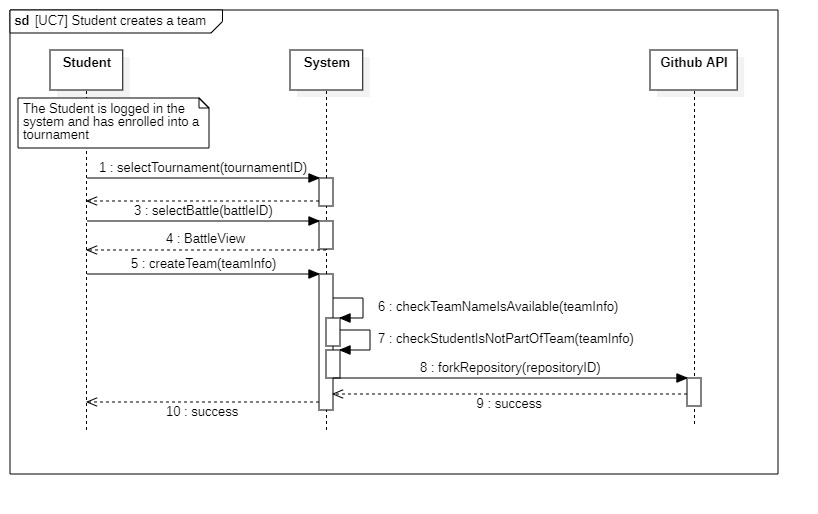 sd [UC7] Student creates a team
Student
System
Github API
The Student is logged in the
system and has enrolled into a
tournament
1 : selectTournament(tournamentID)
3 : selectBattle(battleID)
4 : BattleView
5 : createTeam(teamInfo)
6 : checkTeamNameIsAvailable(teamInfo)
7 : checkStudentIsNotPartOfTeam(teamInfo)
8 : forkRepository(repositoryID)
9 : success
10 : success